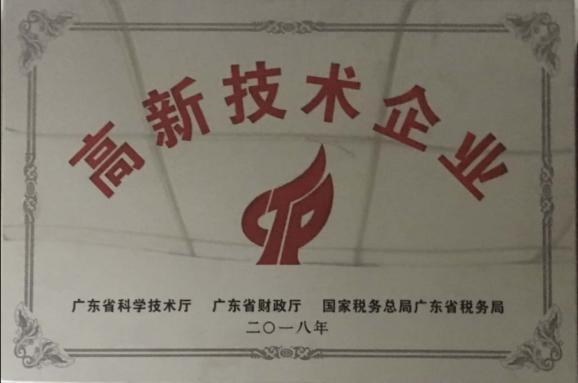 高新技术企业
广东省科学技术厅 广东省财政厅 国家税务总局广东省税务局
二〇一八年